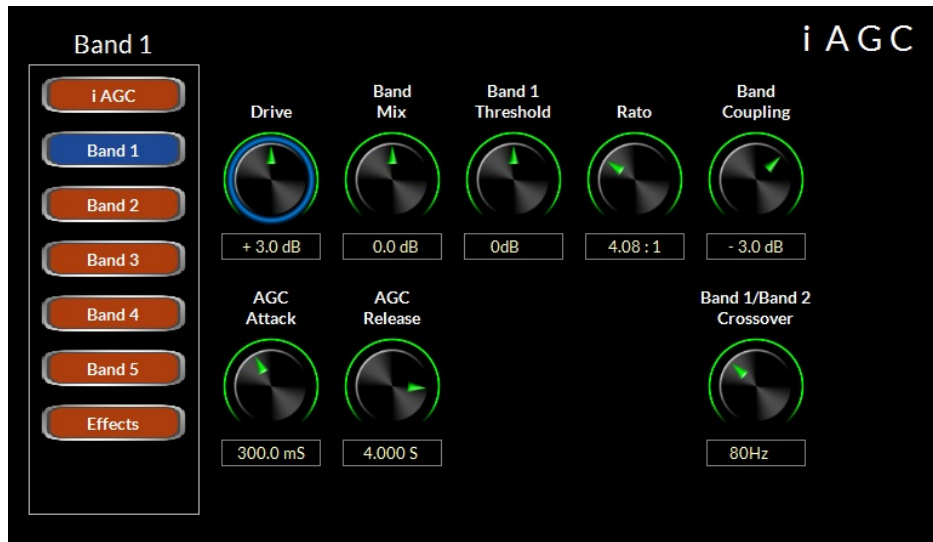 Band 1
i AGC
i AGC
Band 1
Band 2
Band 3
Band 4
Band 5
Effects
Drive
+ 3.0 dB
Band
Mix
0.0 dB
Band 1
Threshold
0dB
Rato
4.08 : 1
Band
Coupling
- 3.0 dB
AGC
Attack
300.0 mS
AGC
Release
4.000 S
Band 1/Band 2
Crossover
80Hz